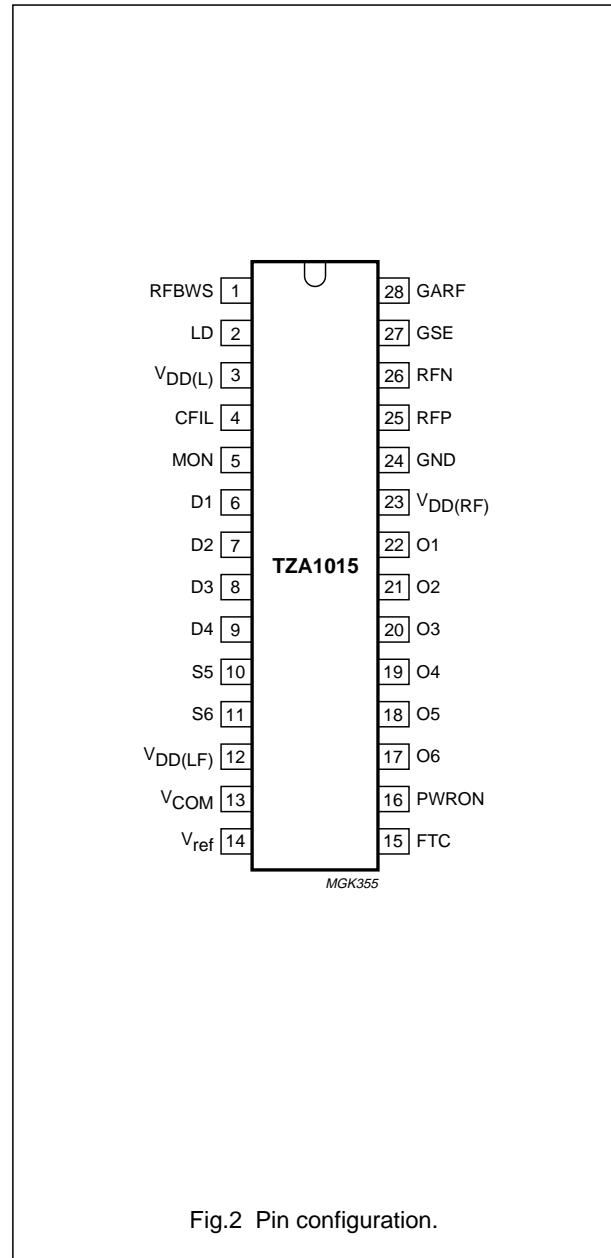 RFBWS 1
LD 2
VDD(L) 3
CFIL 4
MON 5
D1 6
D2 7
D3 8
D4 9
S5 10
S6 11
VDD(LF) 12
VCOM 13
Vref 14
TZA1015
28 GARF
27 GSE
26 RFN
25 RFP
24 GND
23 VDD(RF)
22 O1
21 O2
20 O3
19 O4
18 O5
17 O6
16 PWRON
15 FTC
MGK355
Fig.2 Pin configuration.